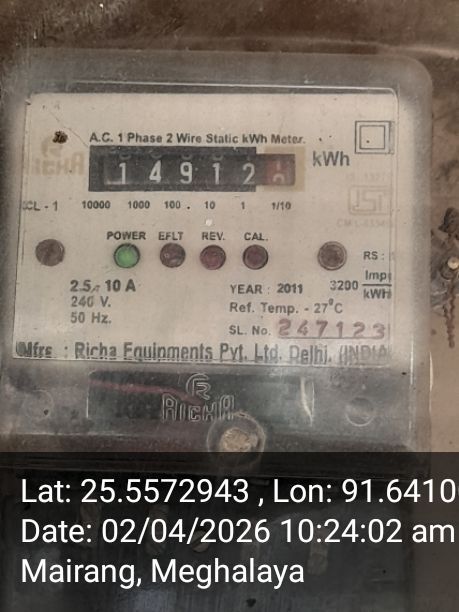 A.C. 1 Phase 2 Wire Static kWh Meter.
1 4 9 1 2
kWh
CL - 1 10000 1000 100 10 1 1/10
POWER EFLT REV. CAL.
RS :
2.5 - 10 A
240 V.
50 Hz.
YEAR : 2011
3200 Imp/kWH
Ref. Temp. - 27°C
SL. No. 247123
Mfrs : Richa Equipments Pvt. Ltd. Delhi. (INDIA
RICHA
Lat: 25.5572943 , Lon: 91.6410
Date: 02/04/2026 10:24:02 am
Mairang, Meghalaya